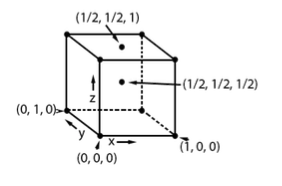 (1/2, 1/2, 1)
(1/2, 1/2, 1/2)
z
(0, 1, 0)
y
x
(1, 0, 0)
(0, 0, 0)